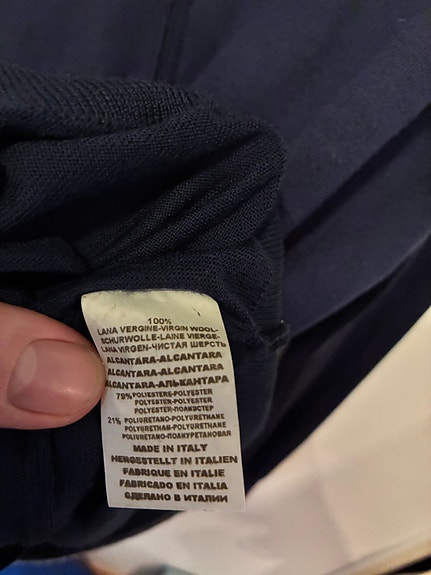 100%
LANA VERGINE-VIRGIN WOOL-
SCHURWOLLE-LAINE VIERGE-
LANA VIRGEN-ЧИСТАЯ ШЕРСТЬ
ALCANTARA-ALCANTARA
ALCANTARA-ALCANTARA
ALCANTARA-АЛЬКАНТАРА
79%POLIESTERE-POLYESTER
POLYESTER-POLYESTER
POLYESTER-ПОЛИЭСТЕР
21% POLIURETANO-POLYURETHANE
POLYURETHAN-POLYURETHANE
POLIURETANO-ПОЛИУРЕТАНОВАЯ
MADE IN ITALY
HERGESTELLT IN ITALIEN
FABRIQUE EN ITALIE
FABRICADO EN ITALIA
СДЕЛАНО В ИТАЛИИ